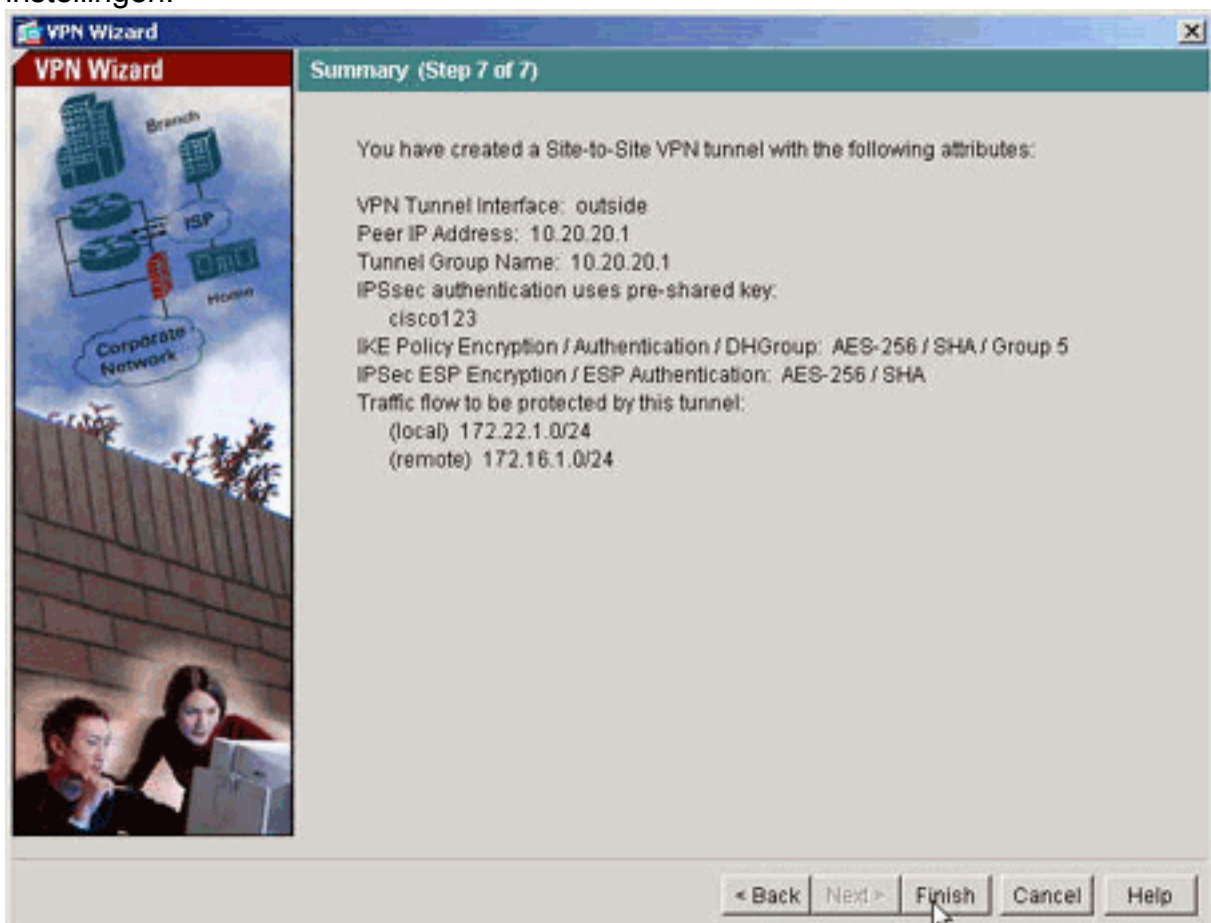 instellingen.
VPN Wizard
VPN Wizard
Summary (Step 7 of 7)
Branch
ISP
Home
Corporate
Network
You have created a Site-to-Site VPN tunnel with the following attributes:
VPN Tunnel Interface: outside
Peer IP Address: 10.20.20.1
Tunnel Group Name: 10.20.20.1
IPSsec authentication uses pre-shared key:
cisco123
IKE Policy Encryption / Authentication / DHGroup: AES-256 / SHA / Group 5
IPSec ESP Encryption / ESP Authentication: AES-256 / SHA
Traffic flow to be protected by this tunnel:
(local) 172.22.1.0/24
(remote) 172.16.1.0/24
< Back Next > Finish Cancel Help